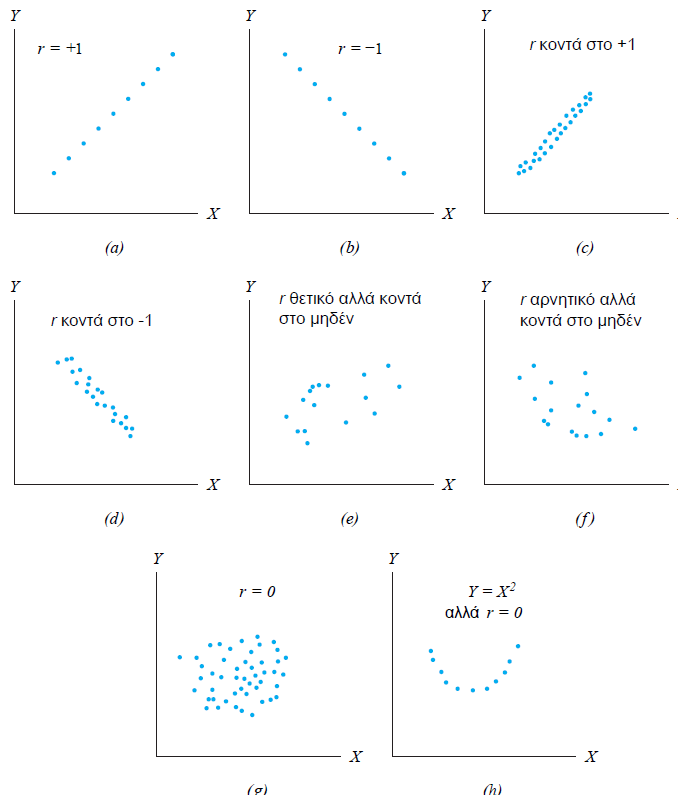 Y
Y
Y
r = +1
r = −1
r κοντά στο +1
X
X
(a)
(b)
(c)
Y
Y
Y
r κοντά στο -1
r θετικό αλλά κοντά
στο μηδέν
r αρνητικό αλλά
κοντά στο μηδέν
X
X
(d)
(e)
(f)
Y
Y
r = 0
Y = X²
αλλά r = 0
X
X
(g)
(h)